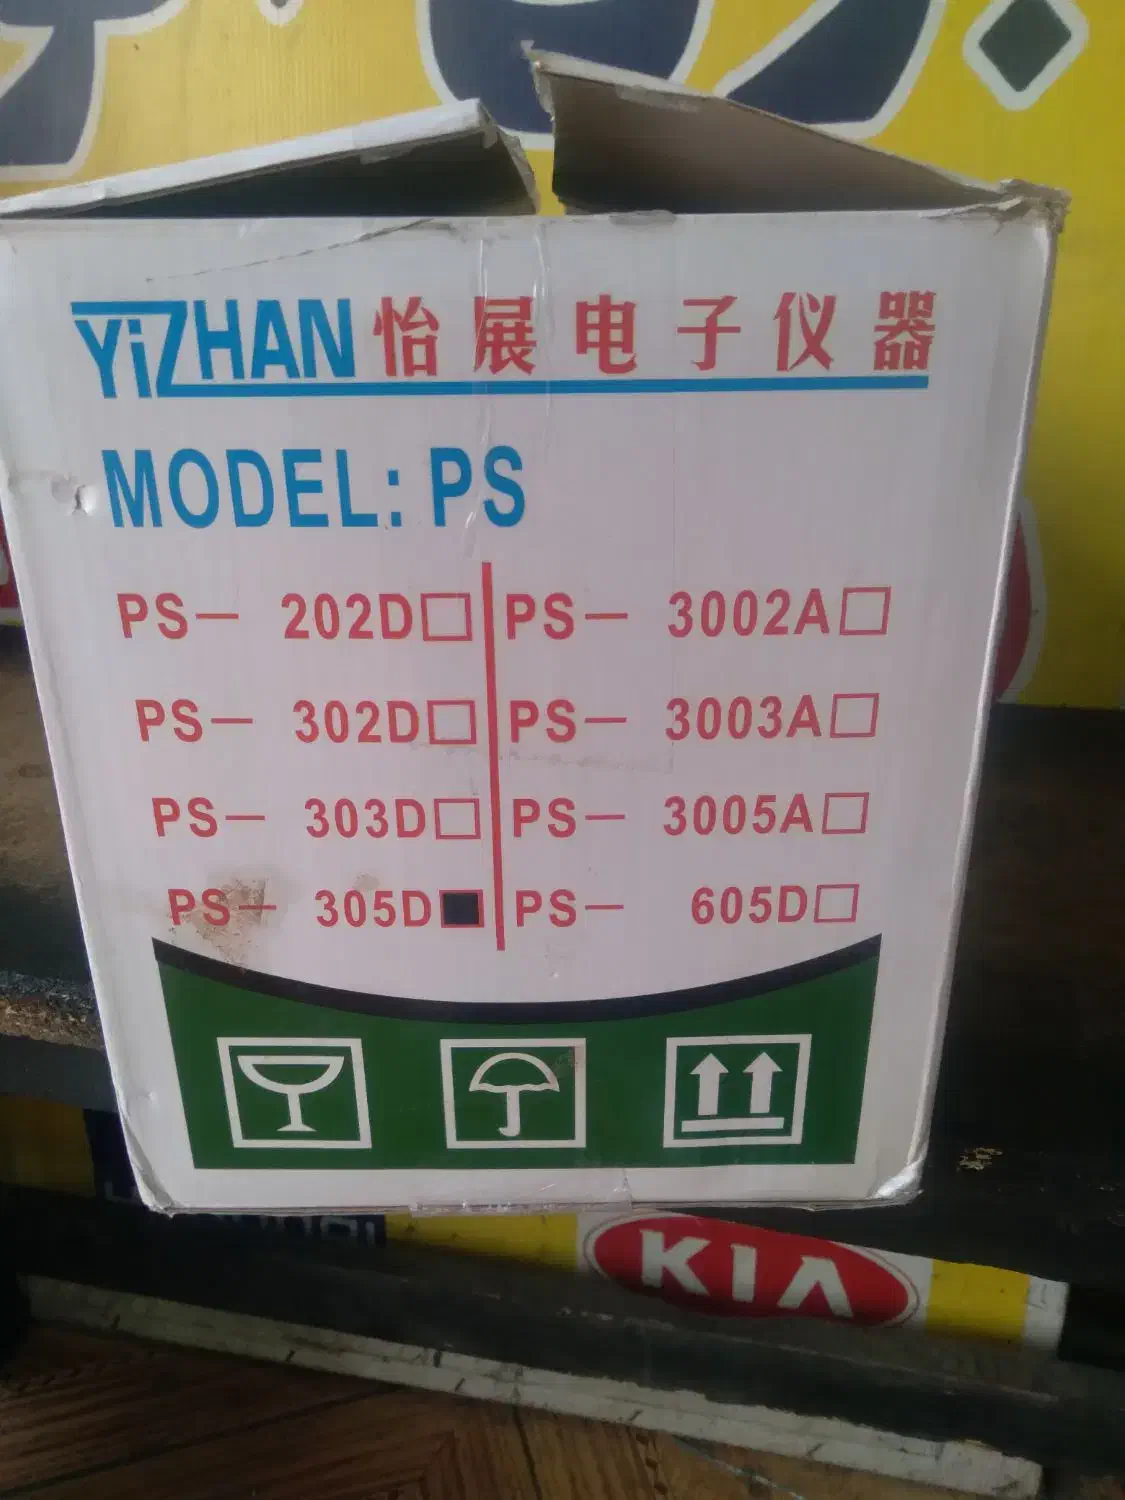 YiZHAN 怡展电子仪器
MODEL: PS
PS— 202D□ PS— 3002A□
PS— 302D□ PS— 3003A□
PS— 303D□ PS— 3005A□
PS— 305D■ PS— 605D□
KIA